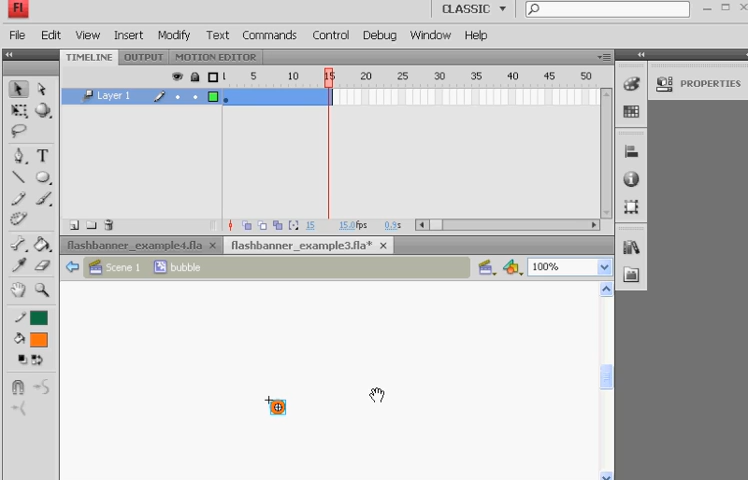 Fl
CLASSIC
File Edit View Insert Modify Text Commands Control Debug Window Help
TIMELINE OUTPUT MOTION EDITOR
5 10 15 20 25 30 35 40 45 50
Layer 1
PROPERTIES
T
15 15.0fps 0.9s
flashbanner_example4.fla flashbanner_example3.fla*
Scene 1 bubble 100%